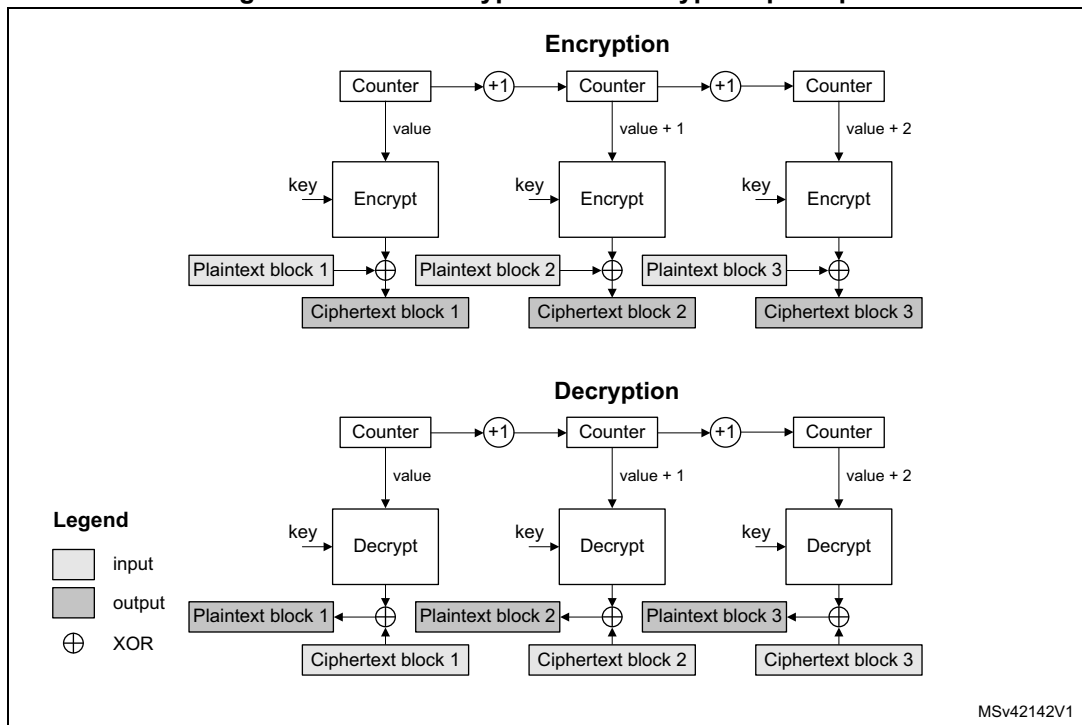 Encryption
Counter +1 Counter +1 Counter
value value + 1 value + 2
key Encrypt key Encrypt key Encrypt
Plaintext block 1 Plaintext block 2 Plaintext block 3
Ciphertext block 1 Ciphertext block 2 Ciphertext block 3
Decryption
Counter +1 Counter +1 Counter
value value + 1 value + 2
key Decrypt key Decrypt key Decrypt
Plaintext block 1 Plaintext block 2 Plaintext block 3
Ciphertext block 1 Ciphertext block 2 Ciphertext block 3
Legend
input
output
XOR
MSv42142V1